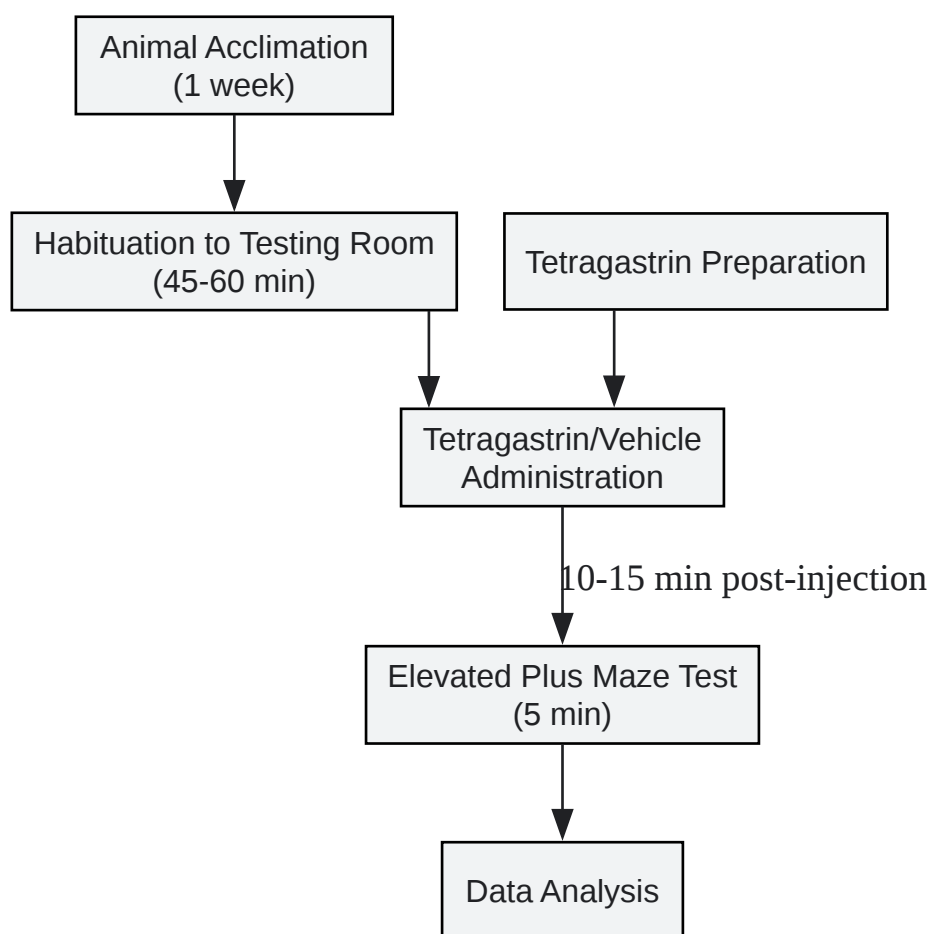 Animal Acclimation
(1 week)
Habituation to Testing Room
(45-60 min)
Tetragastrin Preparation
Tetragastrin/Vehicle
Administration
10-15 min post-injection
Elevated Plus Maze Test
(5 min)
Data Analysis